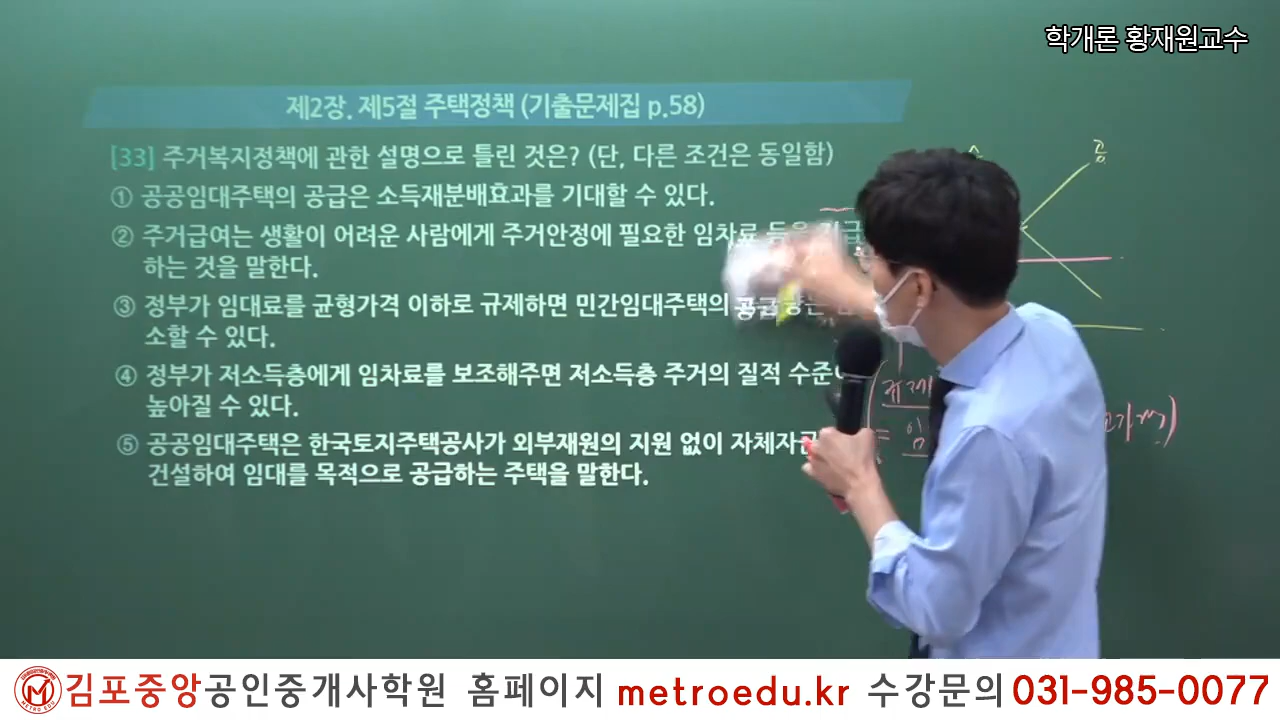 학개론 황재원교수
제2장. 제5절 주택정책 (기출문제집 p.58)
[33] 주거복지정책에 관한 설명으로 틀린 것은? (단, 다른 조건은 동일함)
① 공공임대주택의 공급은 소득재분배효과를 기대할 수 있다.
② 주거급여는 생활이 어려운 사람에게 주거안정에 필요한 임차료 등을
하는 것을 말한다.
③ 정부가 임대료를 균형가격 이하로 규제하면 민간임대주택의 공급량은
소할 수 있다.
④ 정부가 저소득층에게 임차료를 보조해주면 저소득층 주거의 질적 수준
높아질 수 있다.
⑤ 공공임대주택은 한국토지주택공사가 외부재원의 지원 없이 자체자금
건설하여 임대를 목적으로 공급하는 주택을 말한다.
공
규제
= 임
김포중앙공인중개사학원 홈페이지 metroedu.kr 수강문의 031-985-0077